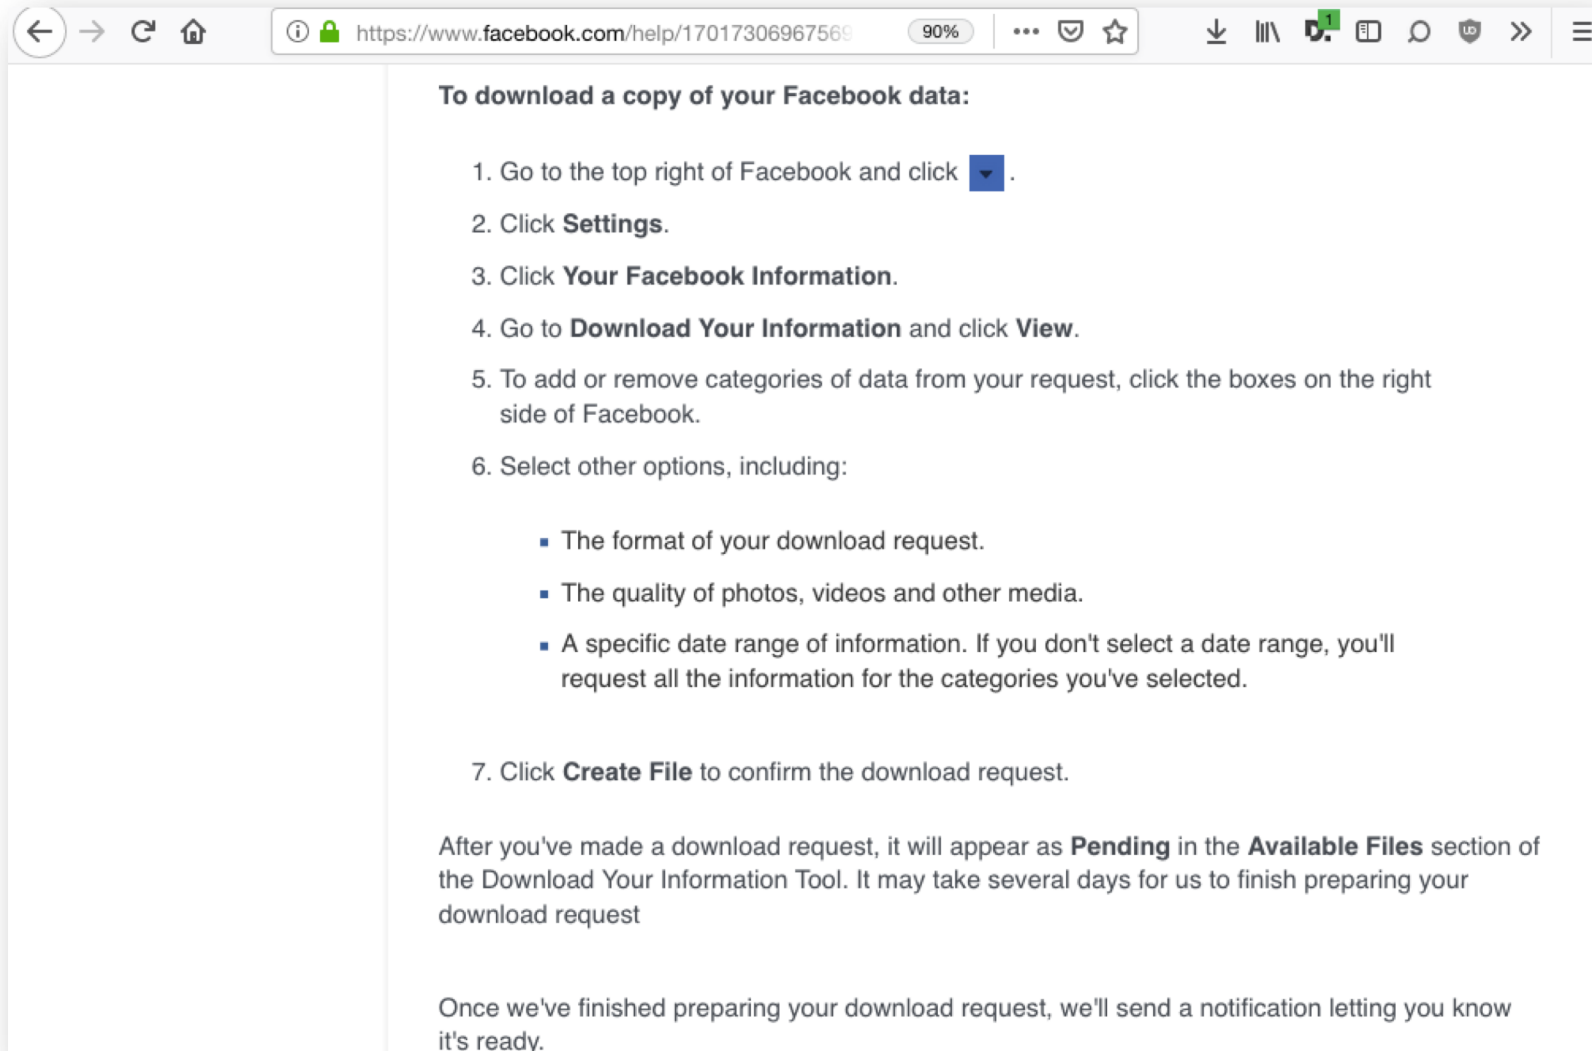 https://www.facebook.com/help/170173069675​69
90%
1
D.
To download a copy of your Facebook data:
1. Go to the top right of Facebook and click .
2. Click Settings.
3. Click Your Facebook Information.
4. Go to Download Your Information and click View.
5. To add or remove categories of data from your request, click the boxes on the right
side of Facebook.
6. Select other options, including:
The format of your download request.
The quality of photos, videos and other media.
A specific date range of information. If you don't select a date range, you'll
request all the information for the categories you've selected.
7. Click Create File to confirm the download request.
After you've made a download request, it will appear as Pending in the Available Files section of
the Download Your Information Tool. It may take several days for us to finish preparing your
download request
Once we've finished preparing your download request, we'll send a notification letting you know
it's ready.